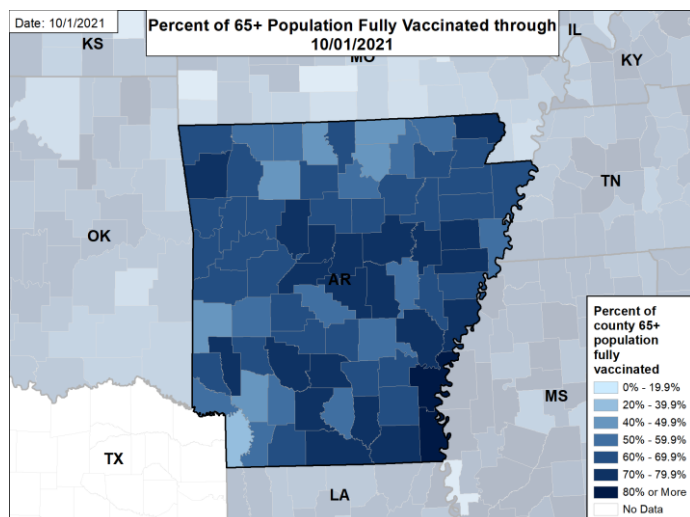 Date: 10/1/2021
Percent of 65+ Population Fully Vaccinated through
10/01/2021
IL
KS
MO
KY
TN
OK
AR
MS
TX
LA
Percent of
county 65+
population
fully
vaccinated
0% - 19.9%
20% - 39.9%
40% - 49.9%
50% - 59.9%
60% - 69.9%
70% - 79.9%
80% or More
No Data